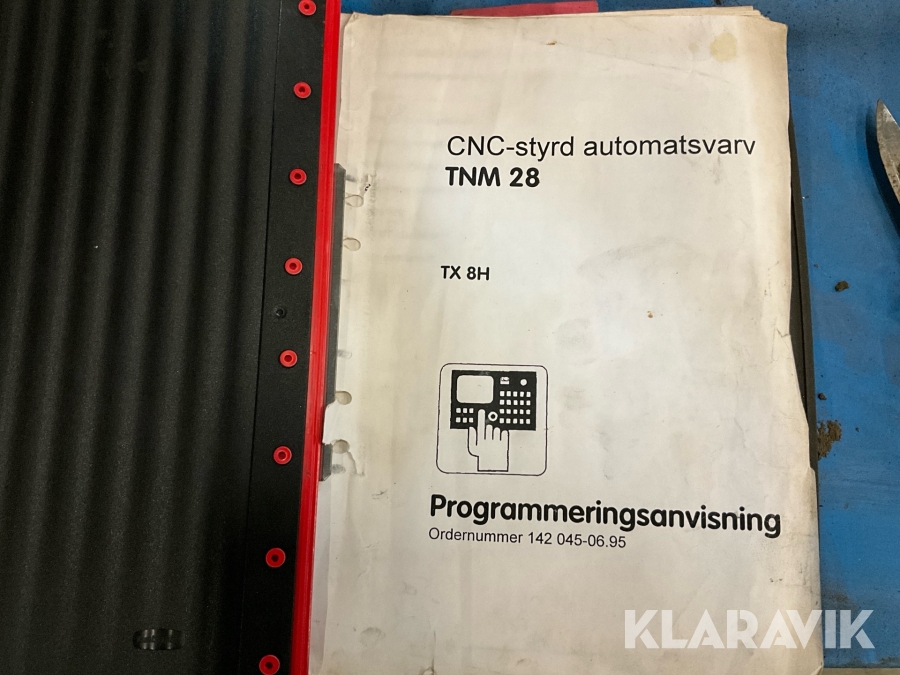 CNC-styrd automatsvarv
TNM 28
TX 8H
Programmeringsanvisning
Ordernummer 142 045-06.95
KLARAVIK